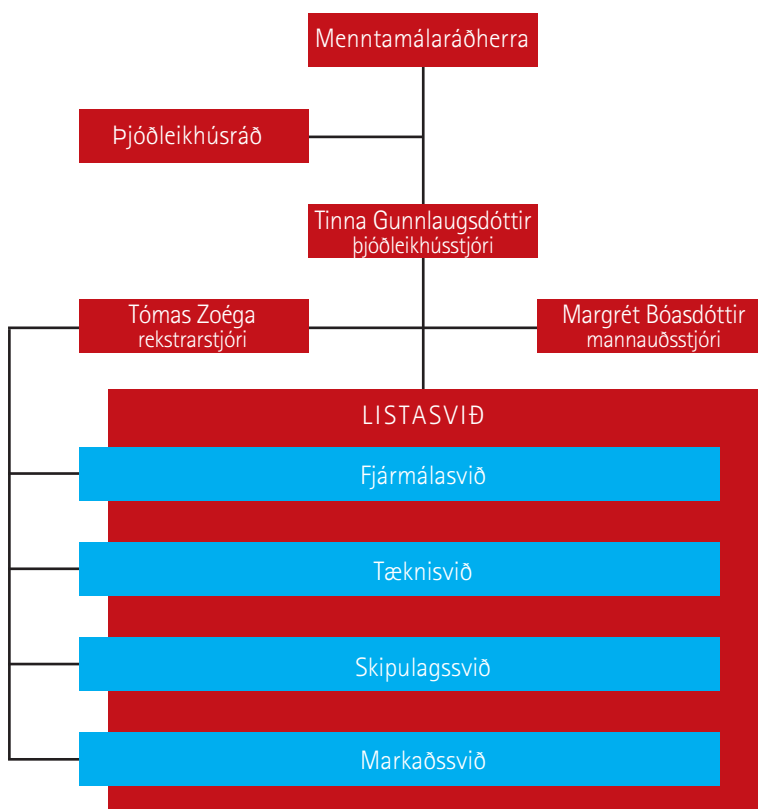 Menntamálaráðherra
Þjóðleikhúsráð
Tinna Gunnlaugsdóttir
þjóðleikhússtjóri
Tómas Zoéga
rekstrarstjóri
Margrét Bóasdóttir
mannauðsstjóri
LISTASVIÐ
Fjármálasvið
Tæknisvið
Skipulagssvið
Markaðssvið